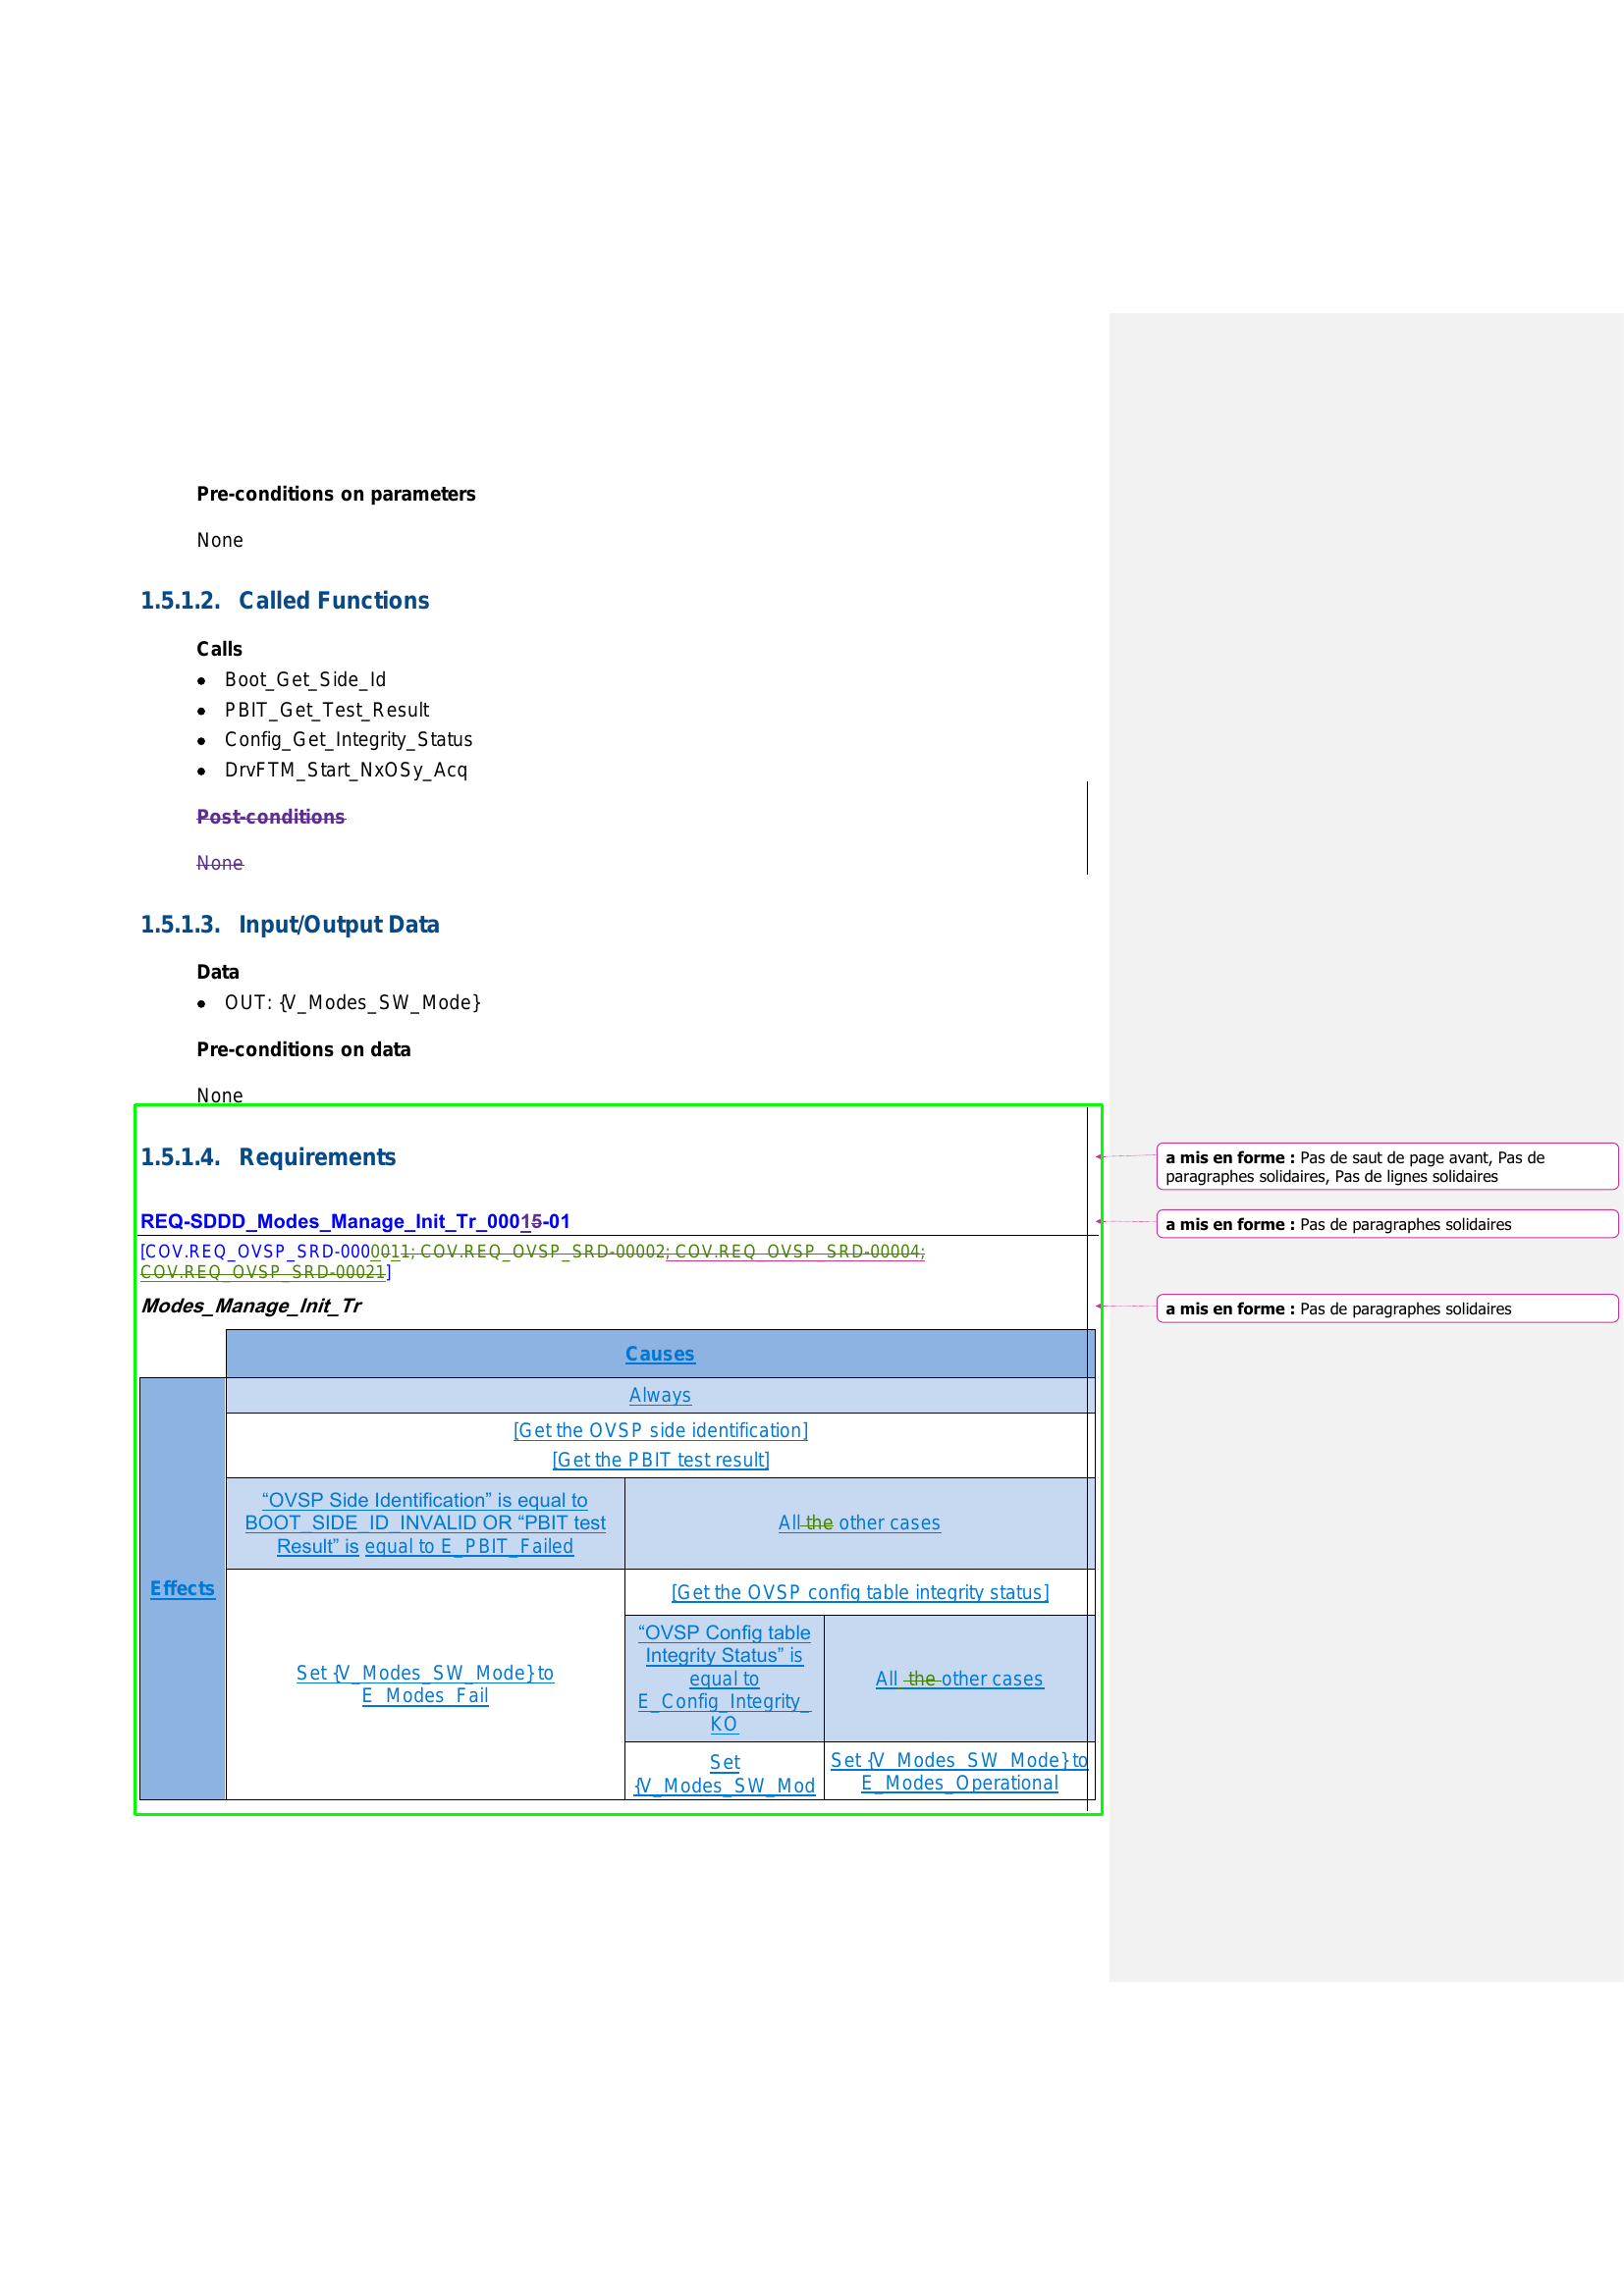 Pre-conditions on parameters
None
1.5.1.2. Called Functions
Calls
● Boot_Get_Side_Id
● PBIT_Get_Test_Result
● Config_Get_Integrity_Status
● DrvFTM_Start_NxOSy_Acq
Post-conditions
None
1.5.1.3. Input/Output Data
Data
● OUT: {V_Modes_SW_Mode}
Pre-conditions on data
None
1.5.1.4. Requirements
a mis en forme : Pas de saut de page avant, Pas de
paragraphes solidaires, Pas de lignes solidaires
REQ-SDDD_Modes_Manage_Init_Tr_00015-01
a mis en forme : Pas de paragraphes solidaires
[COV.REQ_OVSP_SRD-0000011; COV.REQ_OVSP_SRD-00002; COV.REQ_OVSP_SRD-00004;
COV.REQ_OVSP_SRD-00021]
Modes_Manage_Init_Tr
a mis en forme : Pas de paragraphes solidaires
Causes
Effects
Always
[Get the OVSP side identification]
[Get the PBIT test result]
“OVSP Side Identification” is equal to
BOOT_SIDE_ID_INVALID OR “PBIT test
Result” is equal to E_PBIT_Failed
All the other cases
Set {V_Modes_SW_Mode} to
E_Modes_Fail
[Get the OVSP config table integrity status]
“OVSP Config table
Integrity Status” is
equal to
E_Config_Integrity_
KO
All the other cases
Set
{V_Modes_SW_Mod
Set {V_Modes_SW_Mode} to
E_Modes_Operational